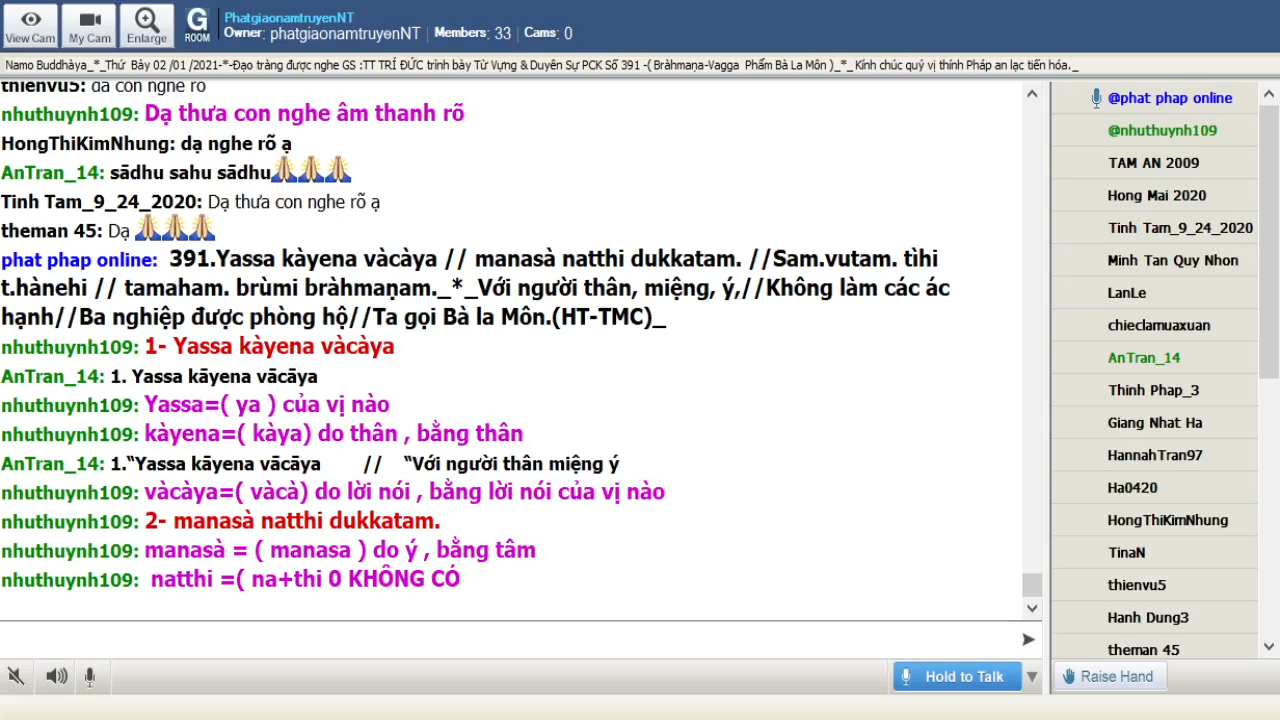 View Cam
My Cam
Enlarge
G
ROOM
PhatgiaonamtruyenNT
Owner: phatgiaonamtruyenNT | Members: 33 | Cams: 0
Namo Buddhàya_*_Thứ Bảy 02 /01 /2021-*-Đạo tràng được nghe GS :TT TRÍ ĐỨC trình bày Từ Vựng & Duyên Sự PCK Số 391 -( Bràhmaṇa-Vagga Phẩm Bà La Môn )_*_ Kính chúc quý vị thính Pháp an lạc tiến hóa._
thienvu5: dạ con nghe rõ
nhuthuynh109: Dạ thưa con nghe âm thanh rõ
HongThiKimNhung: dạ nghe rõ ạ
AnTran_14: sādhu sahu sādhu🙏🙏🙏
Tinh Tam_9_24_2020: Dạ thưa con nghe rõ ạ
theman 45: Dạ 🙏🙏🙏
phat phap online: 391.Yassa kàyena vàcàya // manasà natthi dukkatam. //Sam.vutam. tìhi
t.hànehi // tamaham. brùmi bràhmaṇam._*_Với người thân, miệng, ý,//Không làm các ác
hạnh//Ba nghiệp được phòng hộ//Ta gọi Bà la Môn.(HT-TMC)_
nhuthuynh109: 1- Yassa kàyena vàcàya
AnTran_14: 1. Yassa kāyena vācāya
nhuthuynh109: Yassa=( ya ) của vị nào
nhuthuynh109: kàyena=( kàya) do thân , bằng thân
AnTran_14: 1.“Yassa kāyena vācāya // “Với người thân miệng ý
nhuthuynh109: vàcàya=( vàcà) do lời nói , bằng lời nói của vị nào
nhuthuynh109: 2- manasà natthi dukkatam.
nhuthuynh109: manasà = ( manasa ) do ý , bằng tâm
nhuthuynh109: natthi =( na+thi 0 KHÔNG CÓ
Hold to Talk
@phat phap online
@nhuthuynh109
TAM AN 2009
Hong Mai 2020
Tinh Tam_9_24_2020
Minh Tan Quy Nhon
LanLe
chieclamuaxuan
AnTran_14
Thinh Phap_3
Giang Nhat Ha
HannahTran97
Ha0420
HongThiKimNhung
TinaN
thienvu5
Hanh Dung3
theman 45
Raise Hand